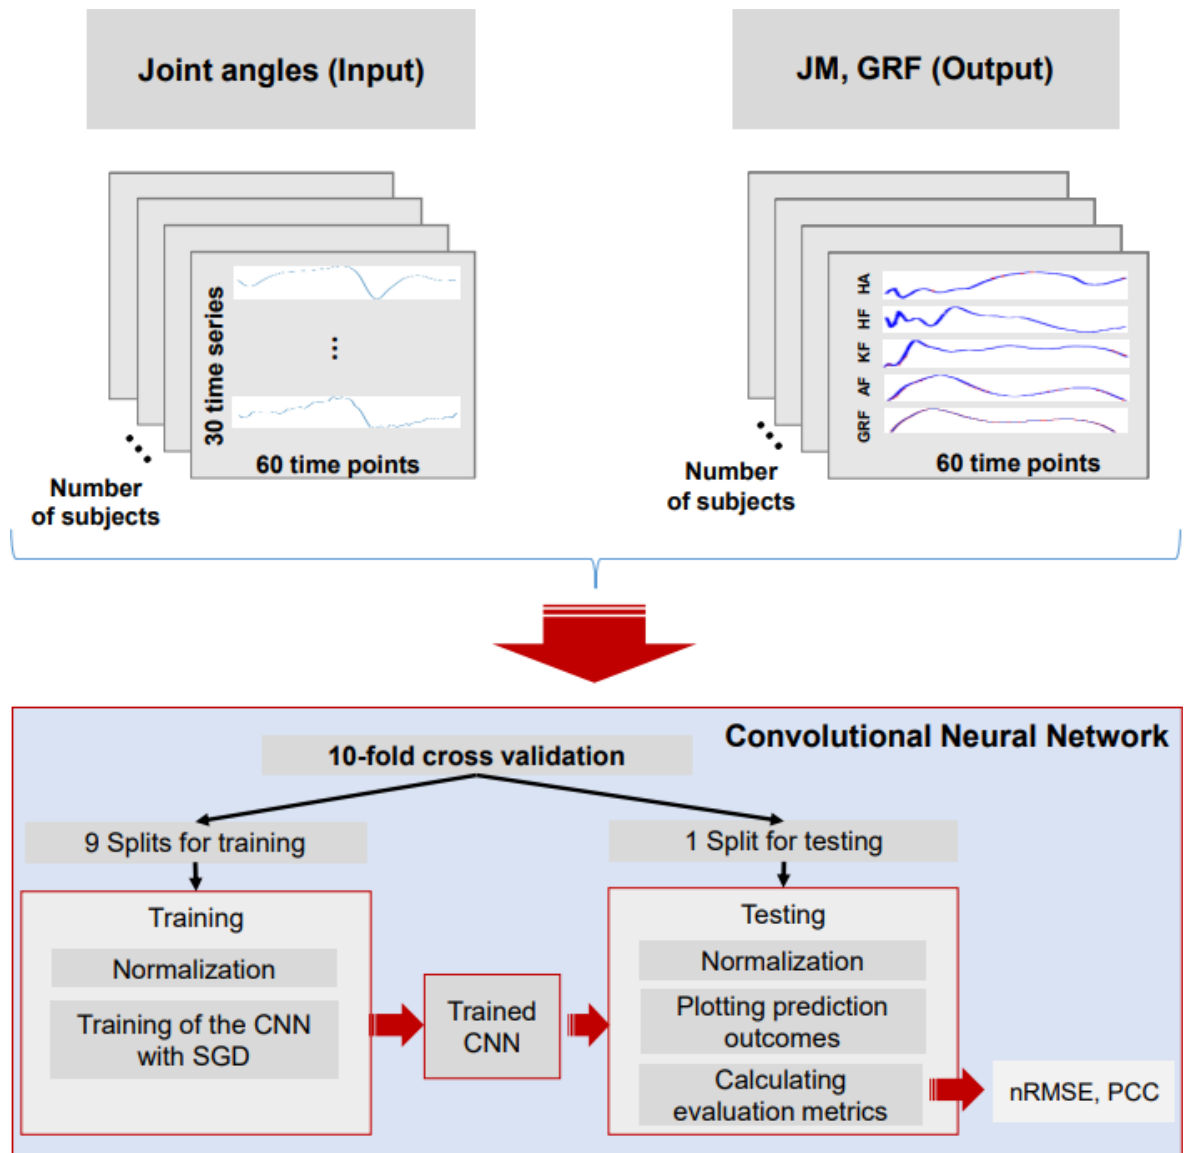 Joint angles (Input)
JM, GRF (Output)
30 time series
...
60 time points
Number
of subjects
HA
HF
KF
AF
GRF
60 time points
Number
of subjects
Convolutional Neural Network
10-fold cross validation
9 Splits for training
1 Split for testing
Training
Normalization
Training of the CNN
with SGD
Trained
CNN
Testing
Normalization
Plotting prediction
outcomes
Calculating
evaluation metrics
nRMSE, PCC